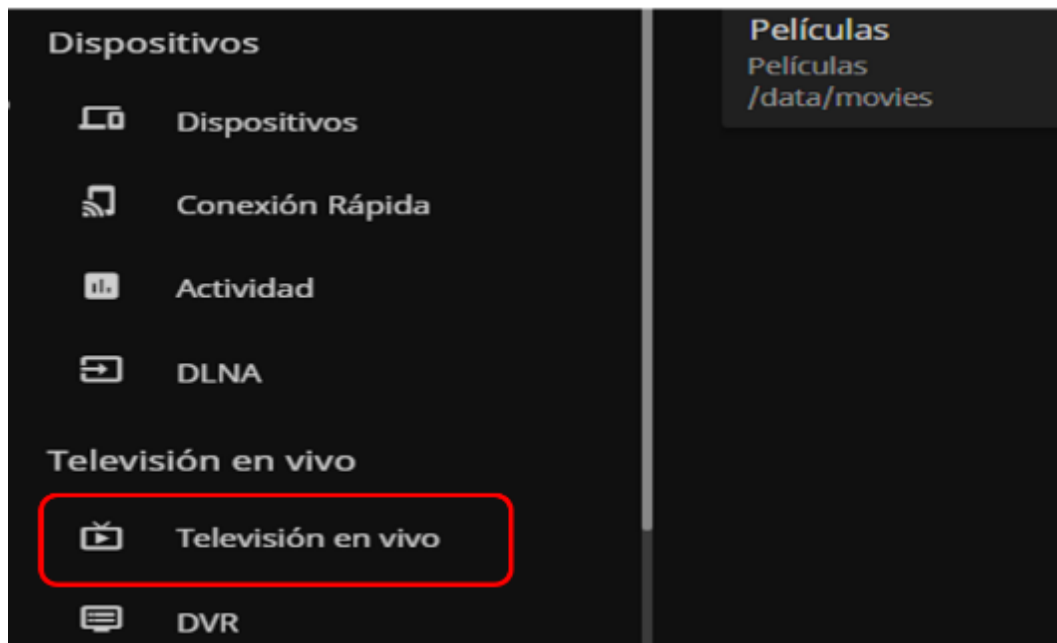 Dispositivos
Dispositivos
Conexión Rápida
Actividad
DLNA
Televisión en vivo
Televisión en vivo
DVR
Películas
Películas
/data/movies